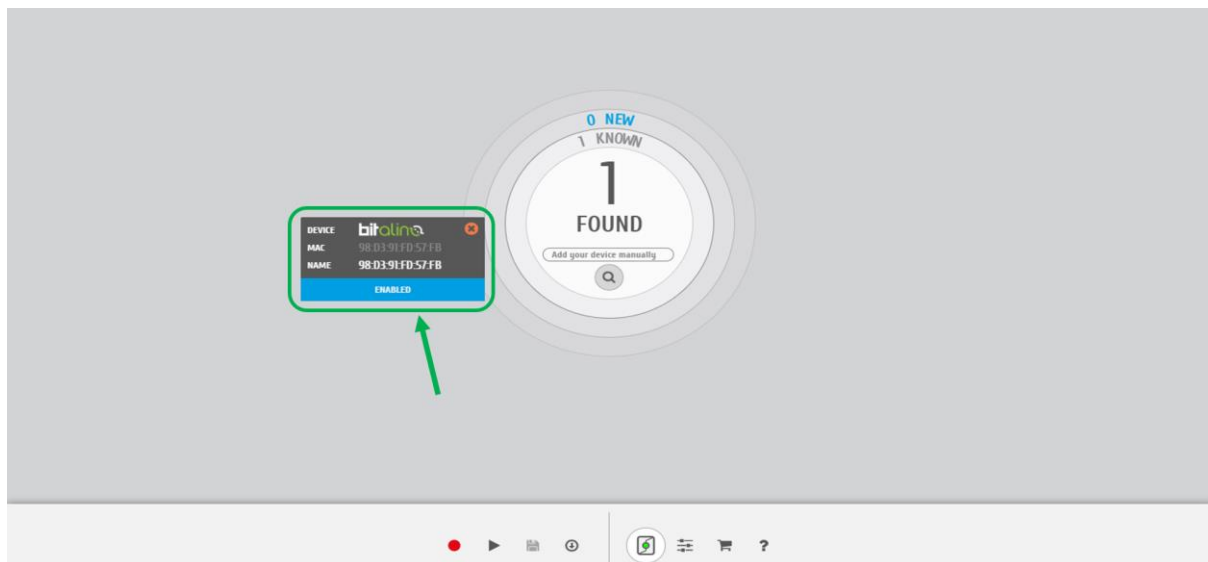 0 NEW
1 KNOWN
1
FOUND
Add your device manually
DEVICE bitalino
MAC 98:D3:91:FD:57:FB
NAME 98:D3:91:FD:57:FB
ENABLED
?